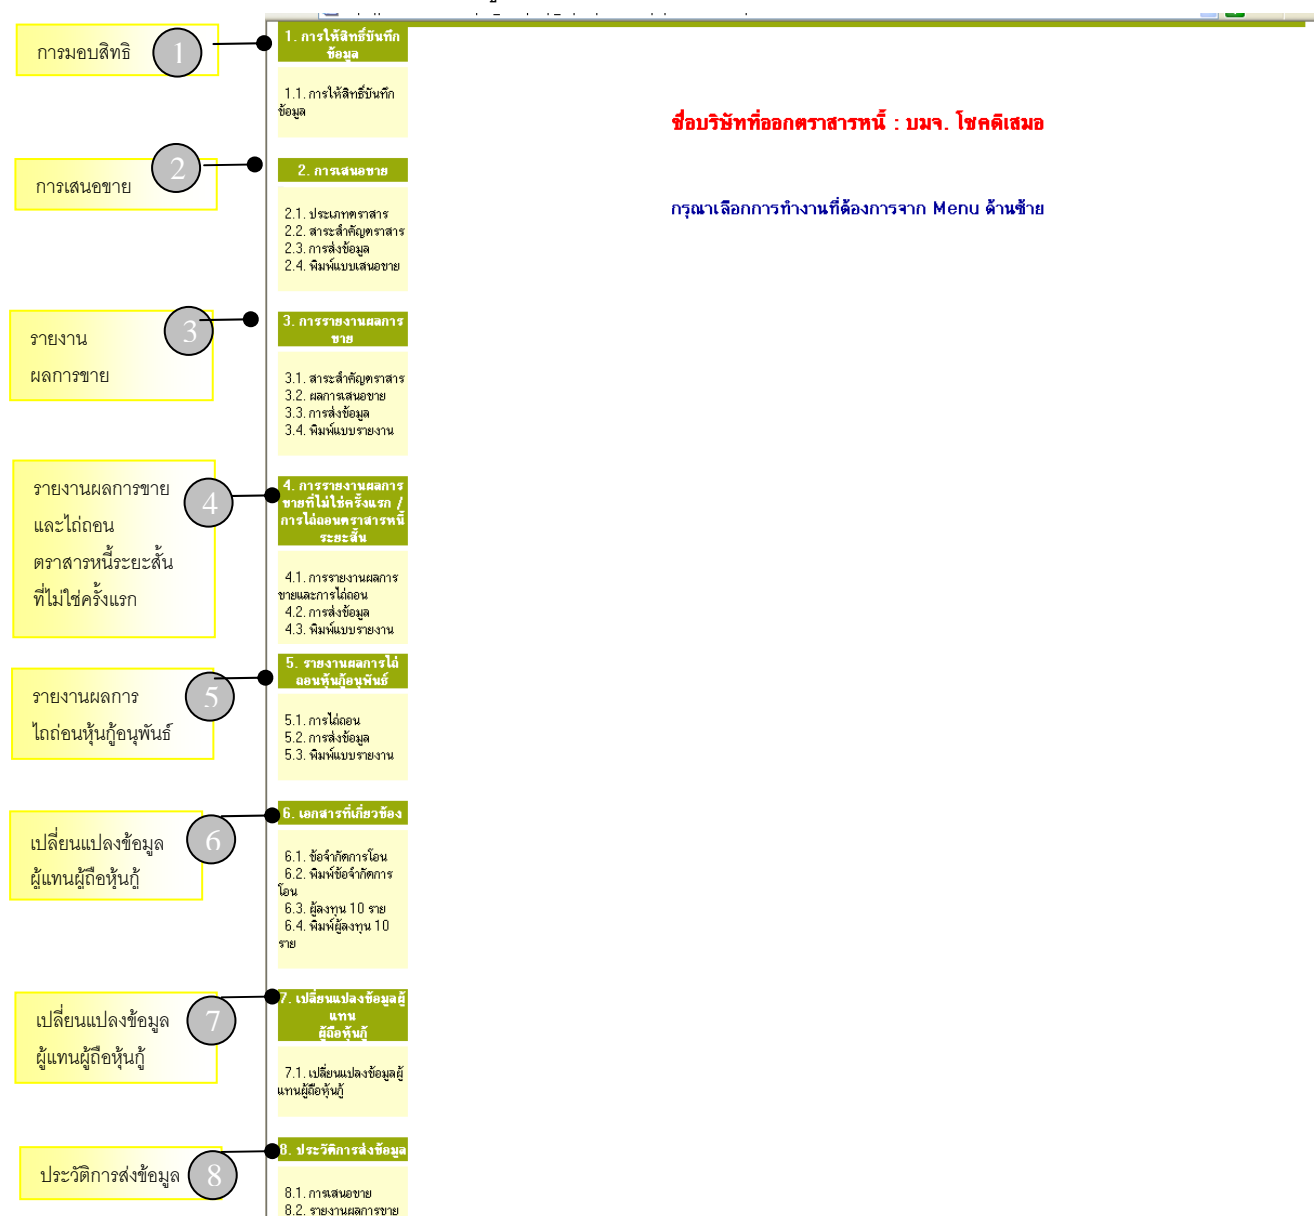 การมอบสิทธิ
1
1. การให้สิทธิ์บันทึก
ข้อมูล
1.1. การให้สิทธิ์บันทึก
ข้อมูล
ชื่อบริษัทที่ออกตราสารหนี้ : บมจ. โชคดีเสมอ
กรุณาเลือกการทำงานที่ต้องการจาก Menu ด้านซ้าย
การเสนอขาย
2
2. การเสนอขาย
2.1. ประเภทตราสาร
2.2. สาระสำคัญตราสาร
2.3. การส่งข้อมูล
2.4. พิมพ์แบบเสนอขาย
รายงาน
ผลการขาย
3
3. การรายงานผลการ
ขาย
3.1. สาระสำคัญตราสาร
3.2. ผลการเสนอขาย
3.3. การส่งข้อมูล
3.4. พิมพ์แบบรายงาน
รายงานผลการขาย
และไถ่ถอน
ตราสารหนี้ระยะสั้น
ที่ไม่ใช่ครั้งแรก
4
4. การรายงานผลการ
ขายที่ไม่ใช่ครั้งแรก /
การไถ่ถอนตราสารหนี้
ระยะสั้น
4.1. การรายงานผลการ
ขายและการไถ่ถอน
4.2. การส่งข้อมูล
4.3. พิมพ์แบบรายงาน
รายงานผลการ
ไถถ่อนหุ้นกู้อนุพันธ์
5
5. รายงานผลการไถ่
ถอนหุ้นกู้อนุพันธ์
5.1. การไถ่ถอน
5.2. การส่งข้อมูล
5.3. พิมพ์แบบรายงาน
เปลี่ยนแปลงข้อมูล
ผู้แทนผู้ถือหุ้นกู้
6
6. เอกสารที่เกี่ยวข้อง
6.1. ข้อจำกัดการโอน
6.2. พิมพ์ข้อจำกัดการ
โอน
6.3. ผู้ลงทุน 10 ราย
6.4. พิมพ์ผู้ลงทุน 10
ราย
เปลี่ยนแปลงข้อมูล
ผู้แทนผู้ถือหุ้นกู้
7
7. เปลี่ยนแปลงข้อมูลผู้
แทน
ผู้ถือหุ้นกู้
7.1. เปลี่ยนแปลงข้อมูลผู้
แทนผู้ถือหุ้นกู้
ประวัติการส่งข้อมูล
8
8. ประวัติการส่งข้อมูล
8.1. การเสนอขาย
8.2. รายงานผลการขาย